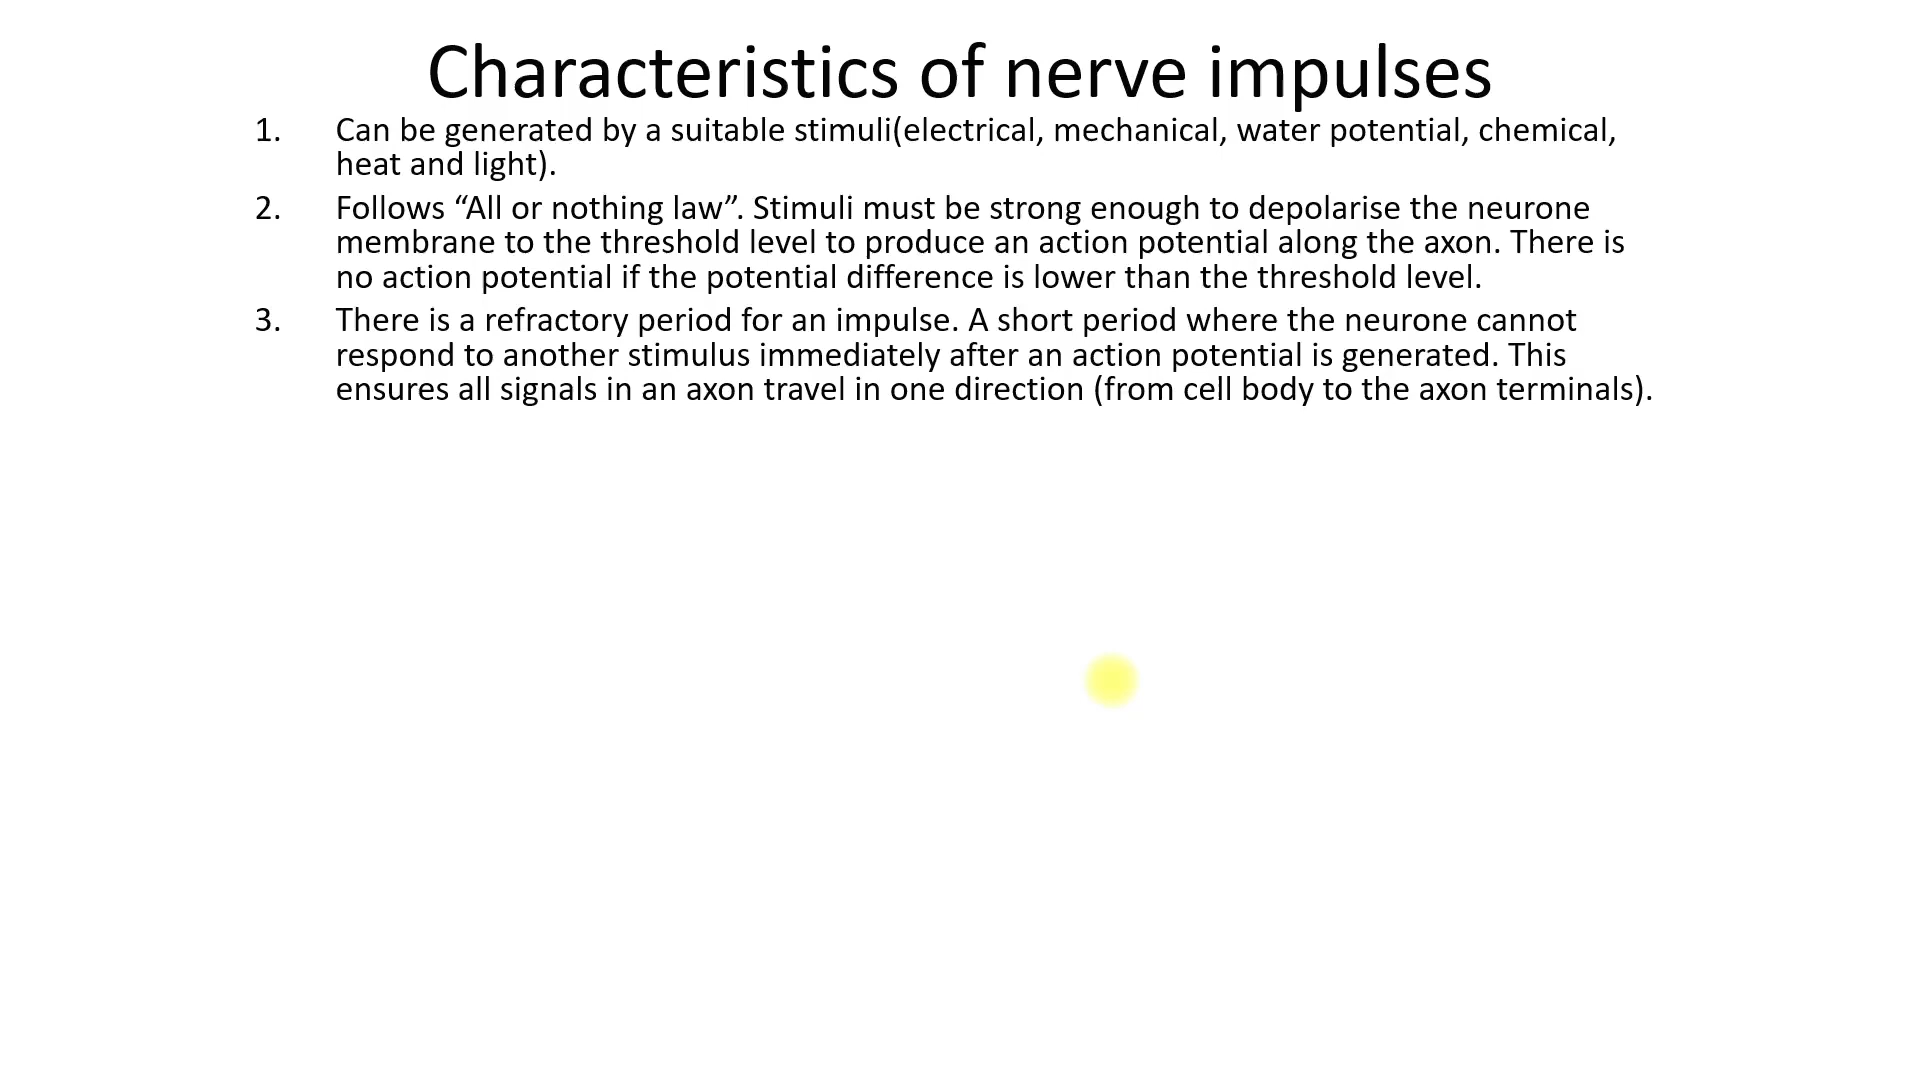 Characteristics of nerve impulses
1. Can be generated by a suitable stimuli(electrical, mechanical, water potential, chemical,
heat and light).
2. Follows “All or nothing law”. Stimuli must be strong enough to depolarise the neurone
membrane to the threshold level to produce an action potential along the axon. There is
no action potential if the potential difference is lower than the threshold level.
3. There is a refractory period for an impulse. A short period where the neurone cannot
respond to another stimulus immediately after an action potential is generated. This
ensures all signals in an axon travel in one direction (from cell body to the axon terminals).